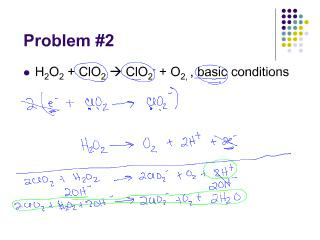 Problem #2
H₂O₂ + ClO₂ → ClO₂⁻ + O₂, , basic conditions
2(e⁻ + ClO₂ → ClO₂⁻)
H₂O₂ → O₂ + 2H⁺ + 2e⁻
2ClO₂ + H₂O₂ → 2ClO₂⁻ + O₂ + 2H⁺
2OH⁻ 2OH⁻
2ClO₂ + H₂O₂ + 2OH⁻ → 2ClO₂⁻ + O₂ + 2H₂O